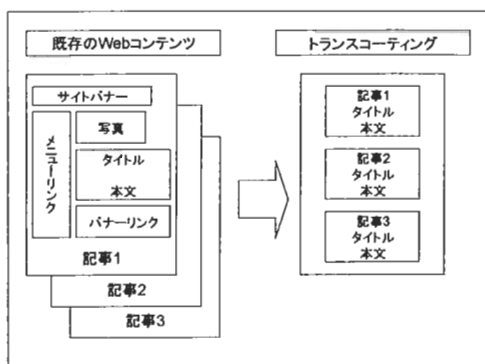 既存のWebコンテンツ
トランスコーティング
サイトバナー
メニューリンク
写真
タイトル
本文
バナーリンク
記事1
記事2
記事3
記事1
タイトル
本文
記事2
タイトル
本文
記事3
タイトル
本文